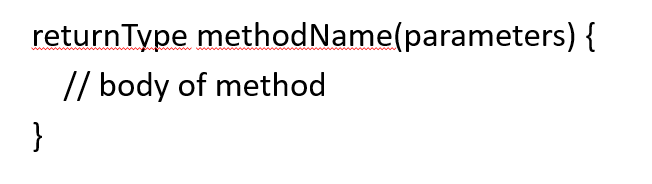 returnType methodName(parameters) {
// body of method
}